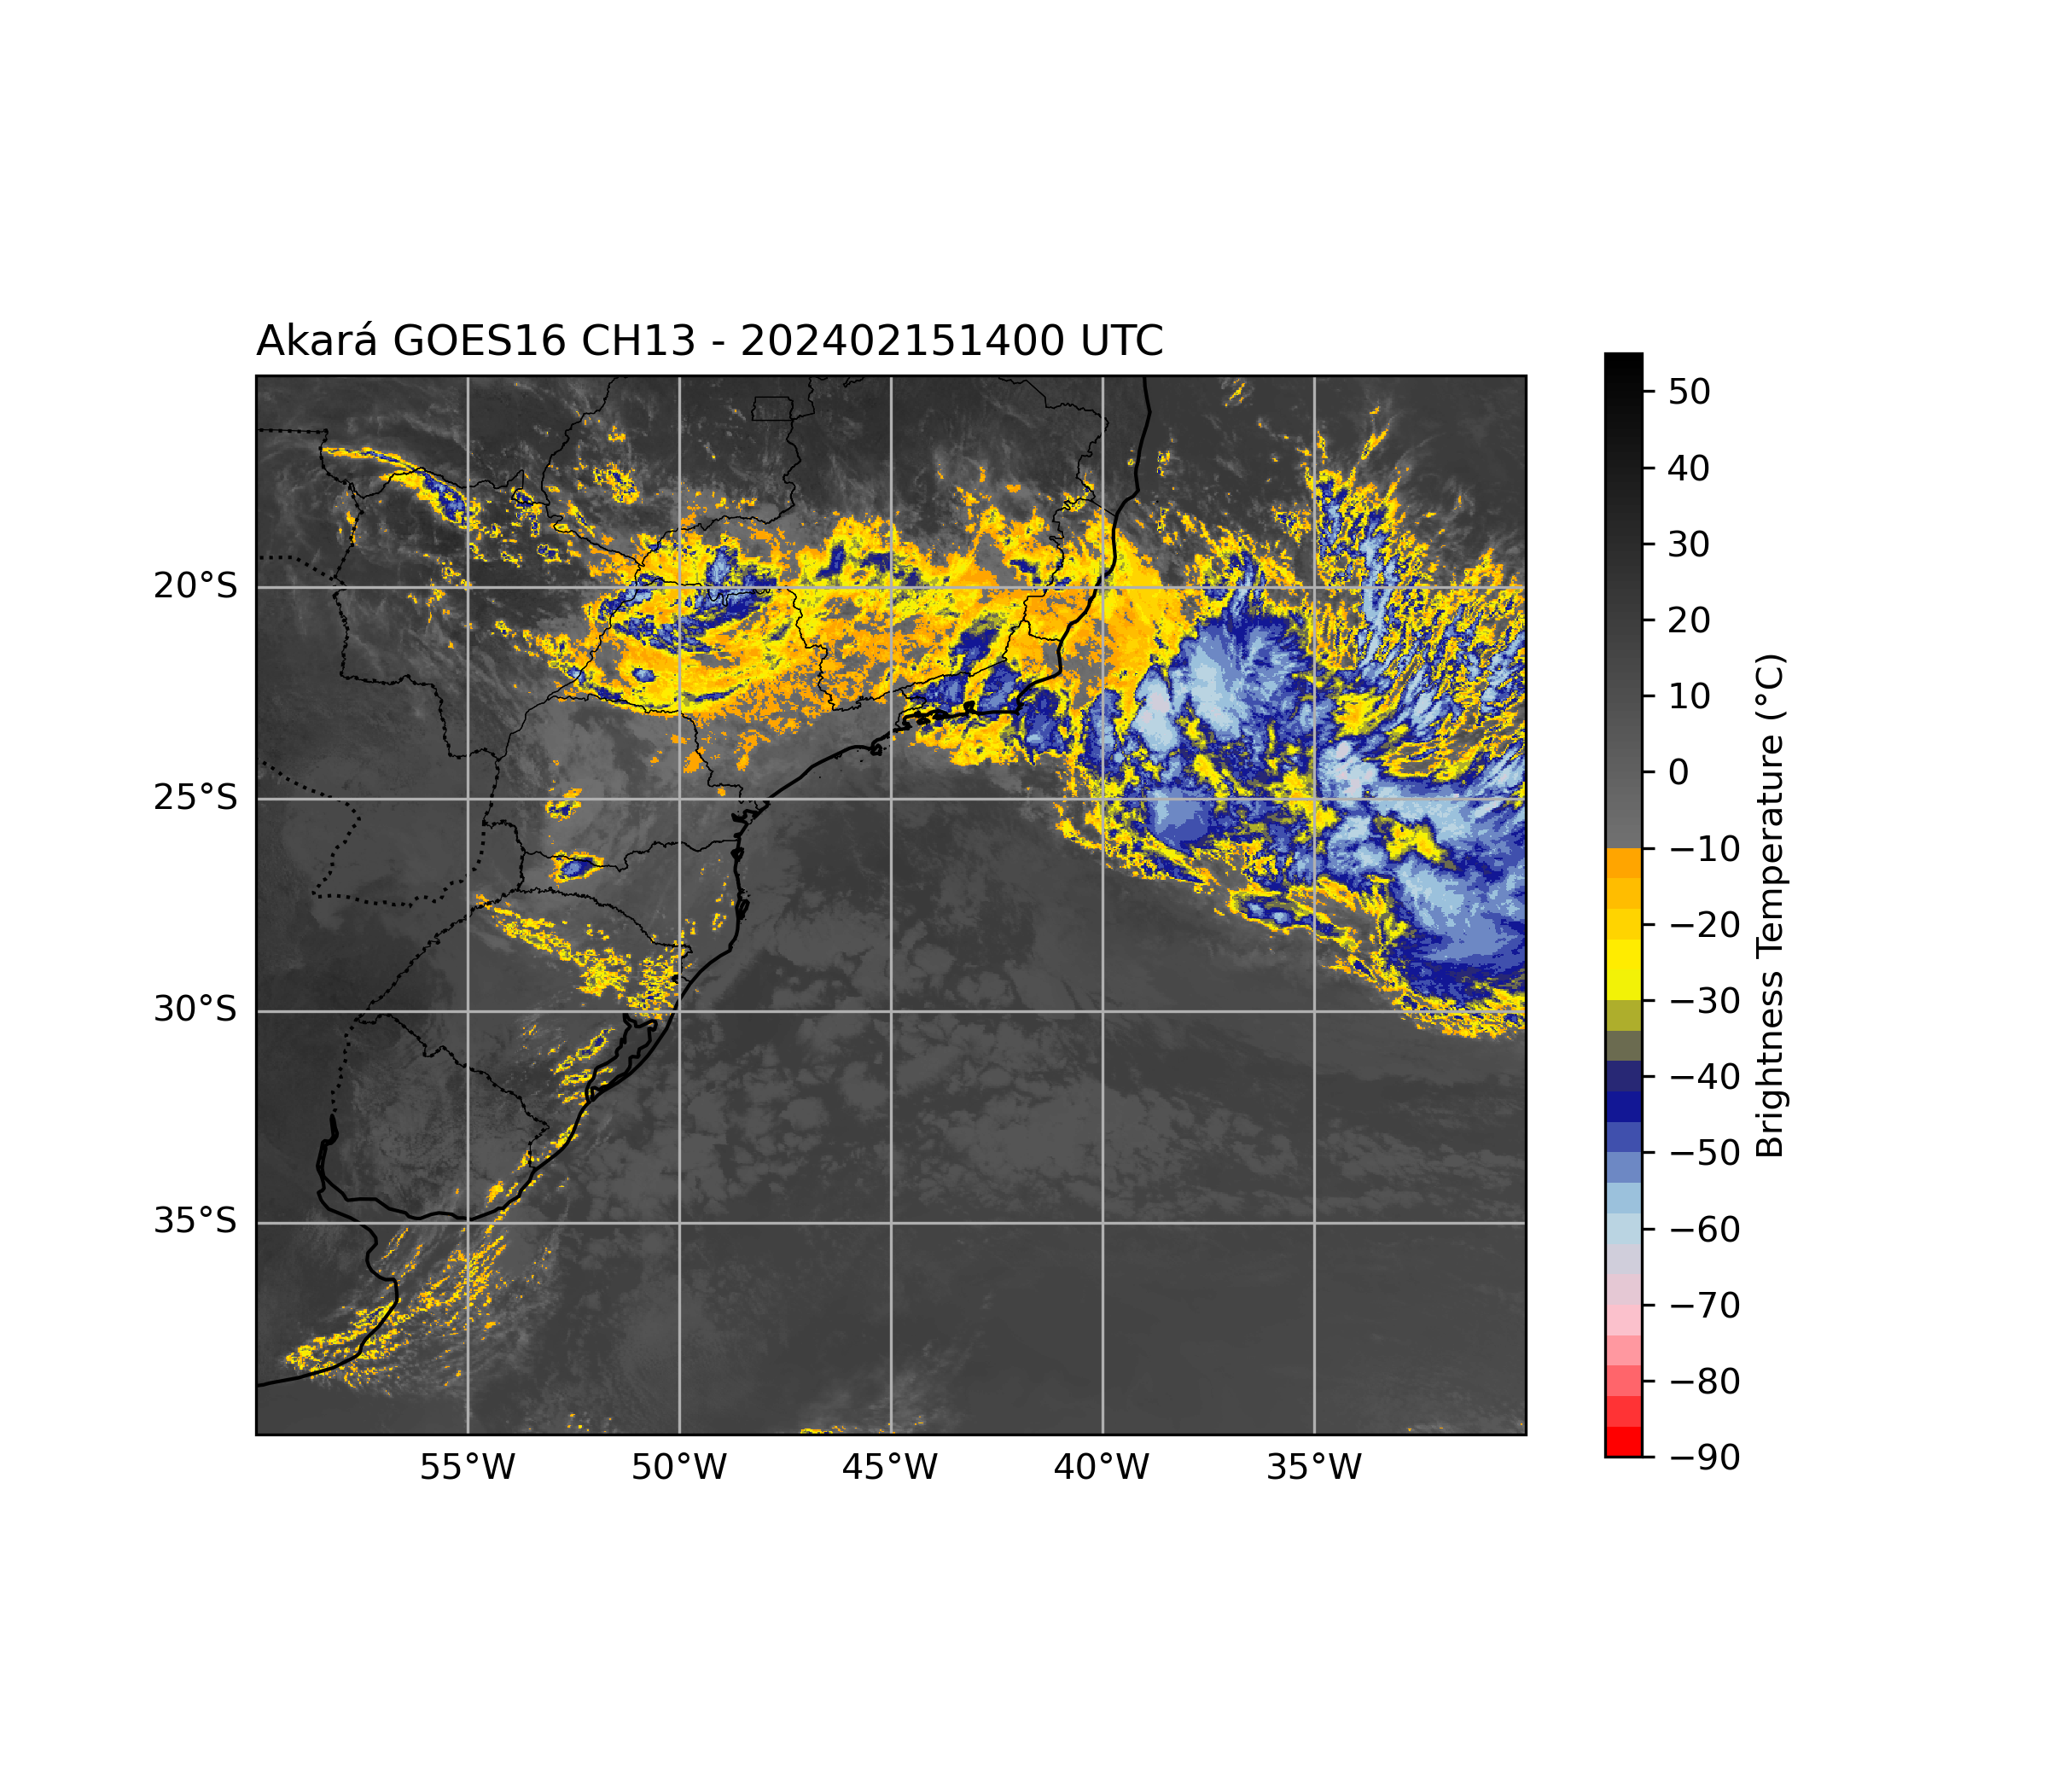 Akará GOES16 CH13 - 202402151400 UTC
20°S
25°S
30°S
35°S
55°W
50°W
45°W
40°W
35°W
50
40
30
20
10
0
−10
−20
−30
−40
−50
−60
−70
−80
−90
Brightness Temperature (°C)